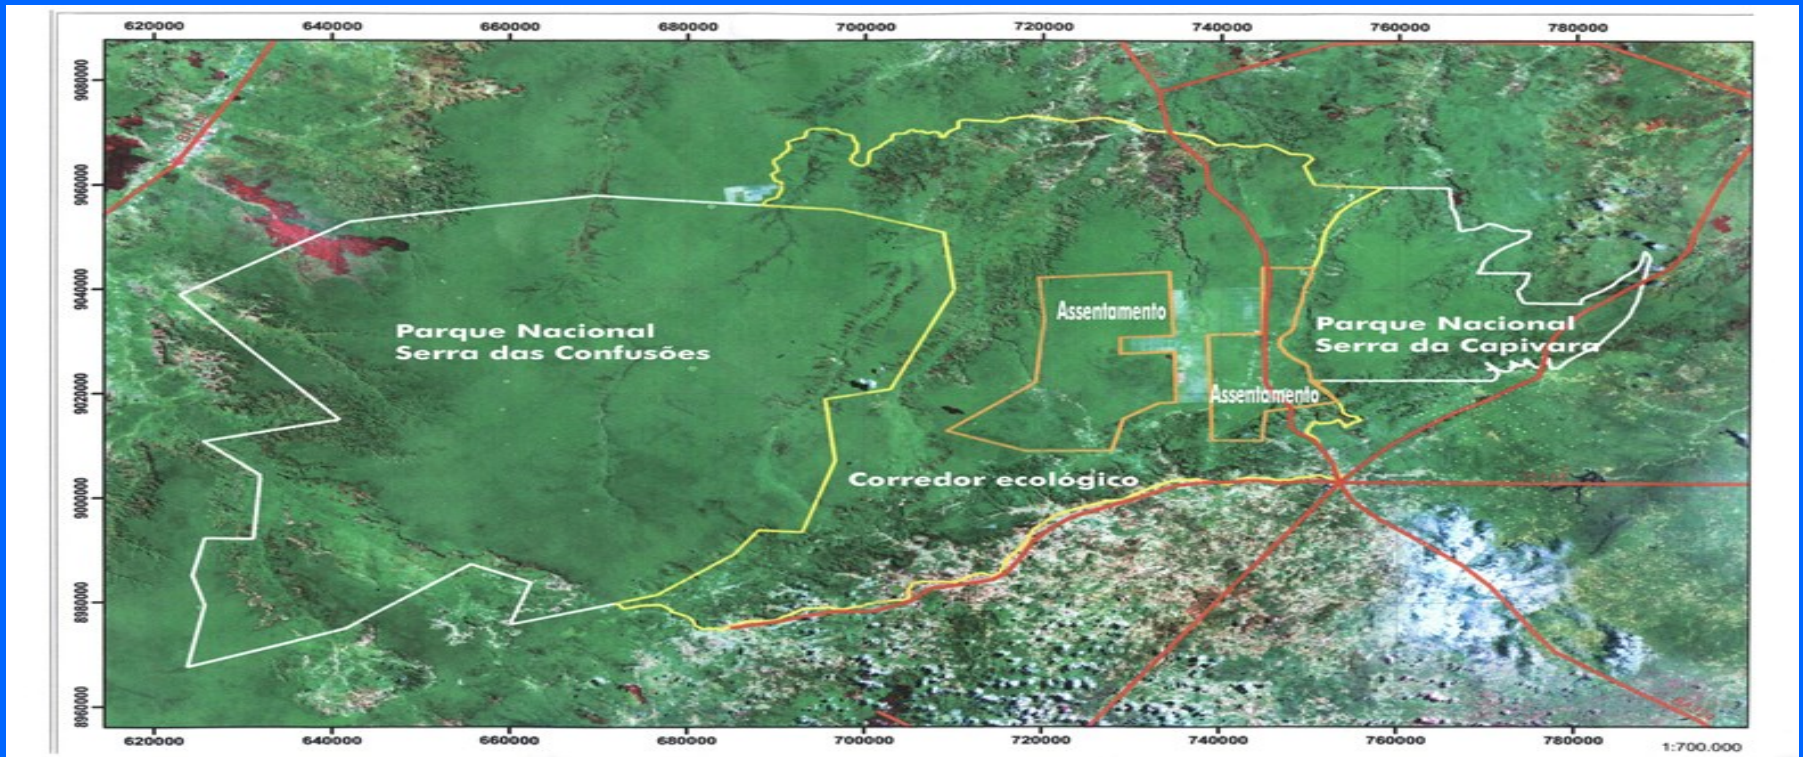 620000 640000 660000 680000 700000 720000 740000 760000 780000
9080000
9060000
9040000
9020000
9000000
8980000
8960000
Assentamento
Parque Nacional
Serra das Confusões
Parque Nacional
Serra da Capivara
Assentamento
Corredor ecológico
620000 640000 660000 680000 700000 720000 740000 760000 780000
1:700.000